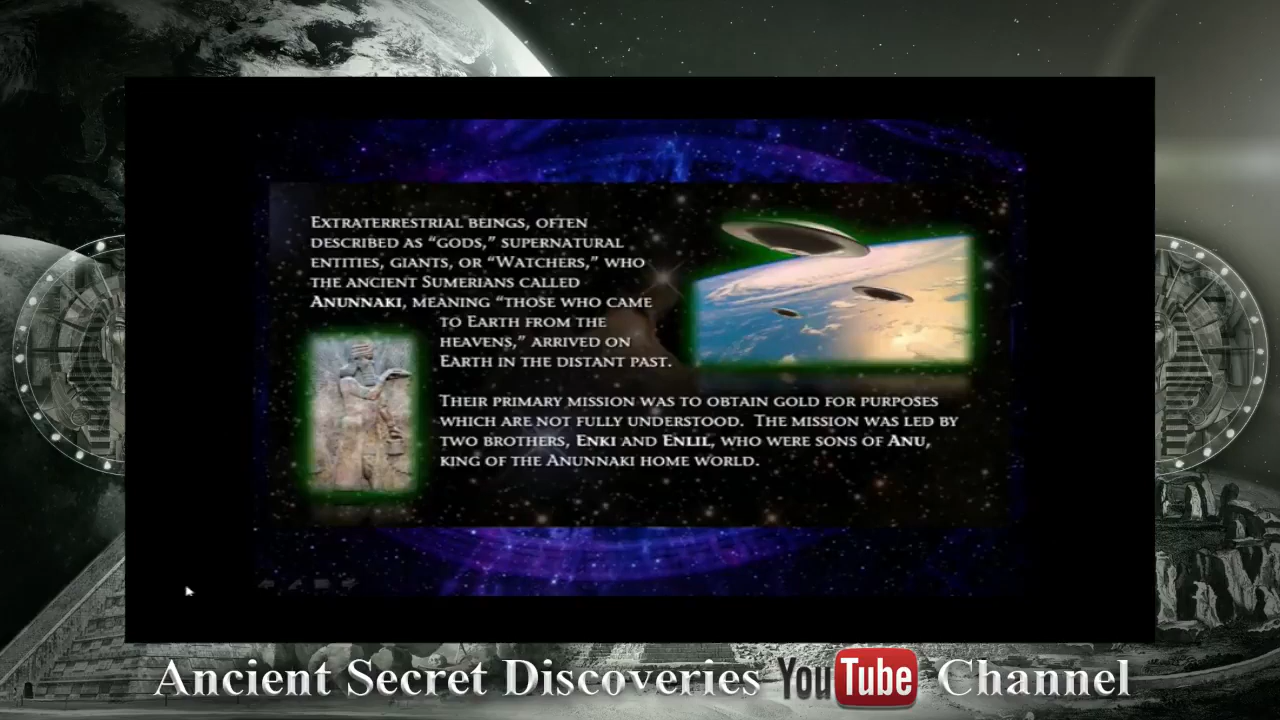 Extraterrestrial beings, often
described as “gods,” supernatural
entities, giants, or “Watchers,” who
the ancient Sumerians called
Anunnaki, meaning “those who came
to Earth from the
heavens,” arrived on
Earth in the distant past.
Their primary mission was to obtain gold for purposes
which are not fully understood. The mission was led by
two brothers, Enki and Enlil, who were sons of Anu,
king of the Anunnaki home world.
Ancient Secret Discoveries YouTube Channel